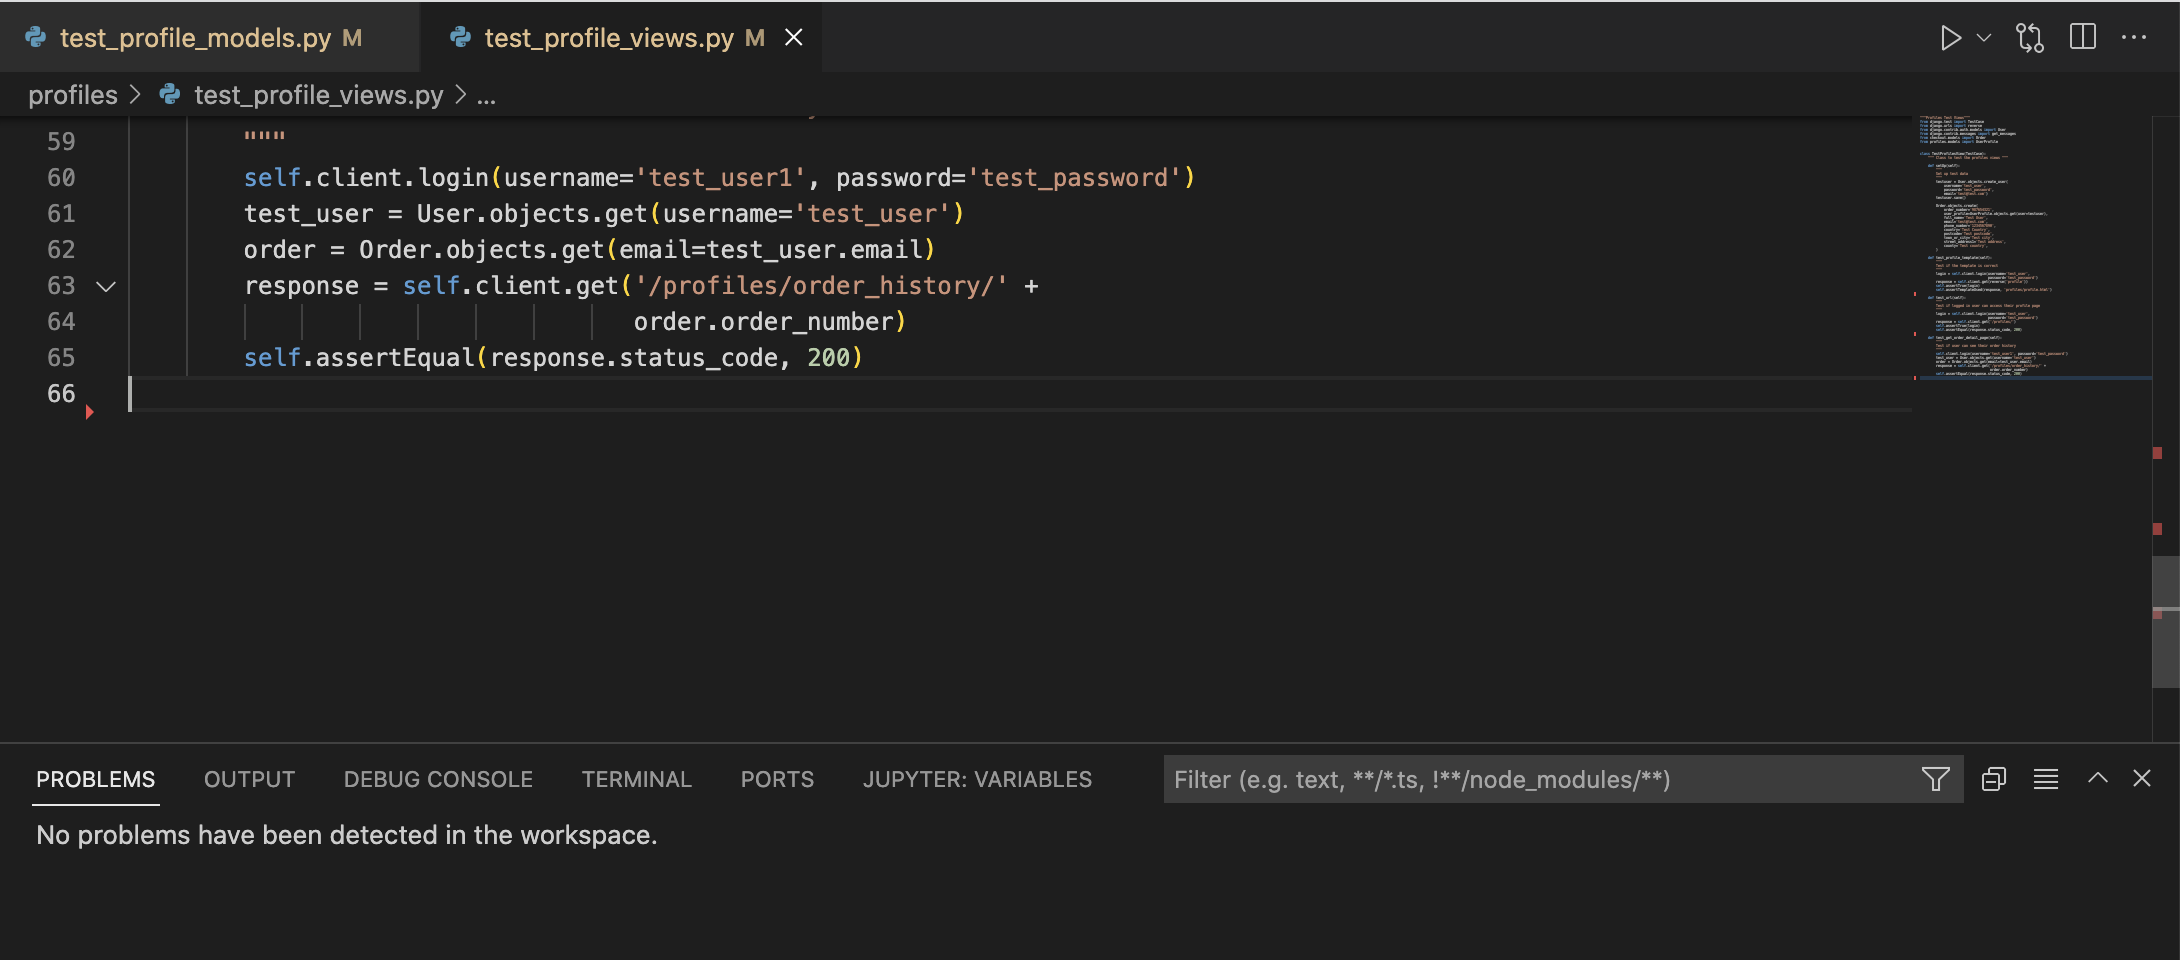 test_profile_models.py M
test_profile_views.py M
profiles > test_profile_views.py > ...
59 """
60 self.client.login(username='test_user1', password='test_password')
61 test_user = User.objects.get(username='test_user')
62 order = Order.objects.get(email=test_user.email)
63 response = self.client.get('/profiles/order_history/' +
64 order.order_number)
65 self.assertEqual(response.status_code, 200)
66
PROBLEMS OUTPUT DEBUG CONSOLE TERMINAL PORTS JUPYTER: VARIABLES Filter (e.g. text, **/*.ts, !**/node_modules/**)
No problems have been detected in the workspace.